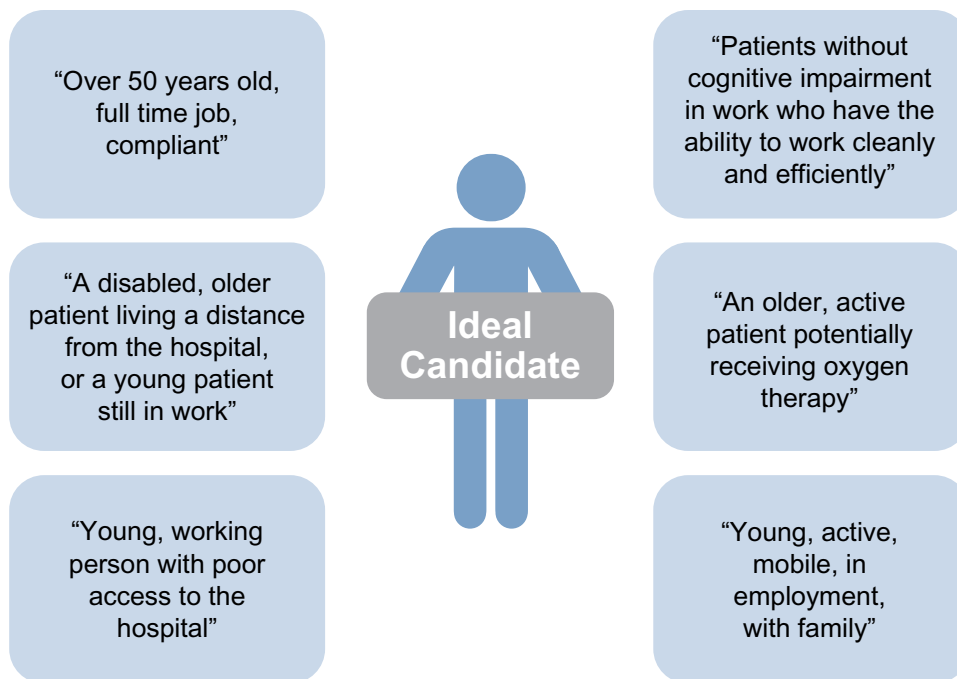 “Over 50 years old,
full time job,
compliant”
“A disabled, older
patient living a distance
from the hospital,
or a young patient
still in work”
“Young, working
person with poor
access to the
hospital”
Ideal
Candidate
“Patients without
cognitive impairment
in work who have the
ability to work cleanly
and efficiently”
“An older, active
patient potentially
receiving oxygen
therapy”
“Young, active,
mobile, in
employment,
with family”